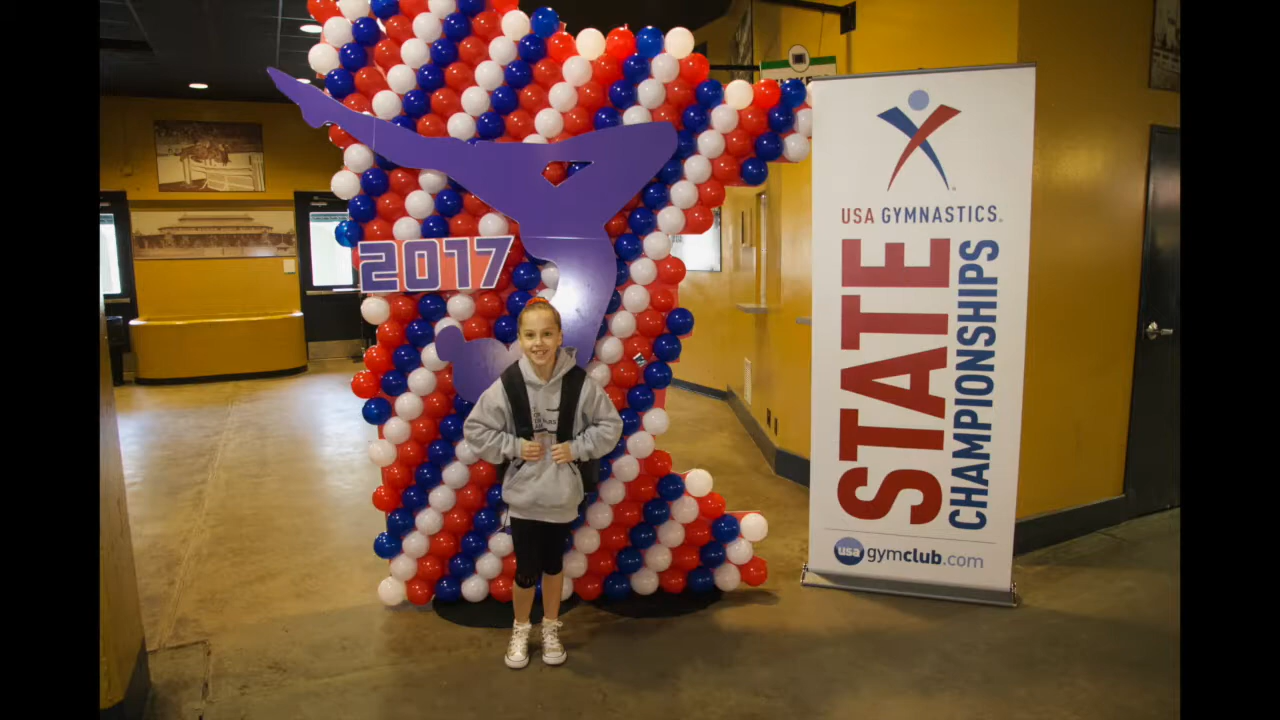 2017
USA GYMNASTICS
STATE
CHAMPIONSHIPS
usa gymclub.com